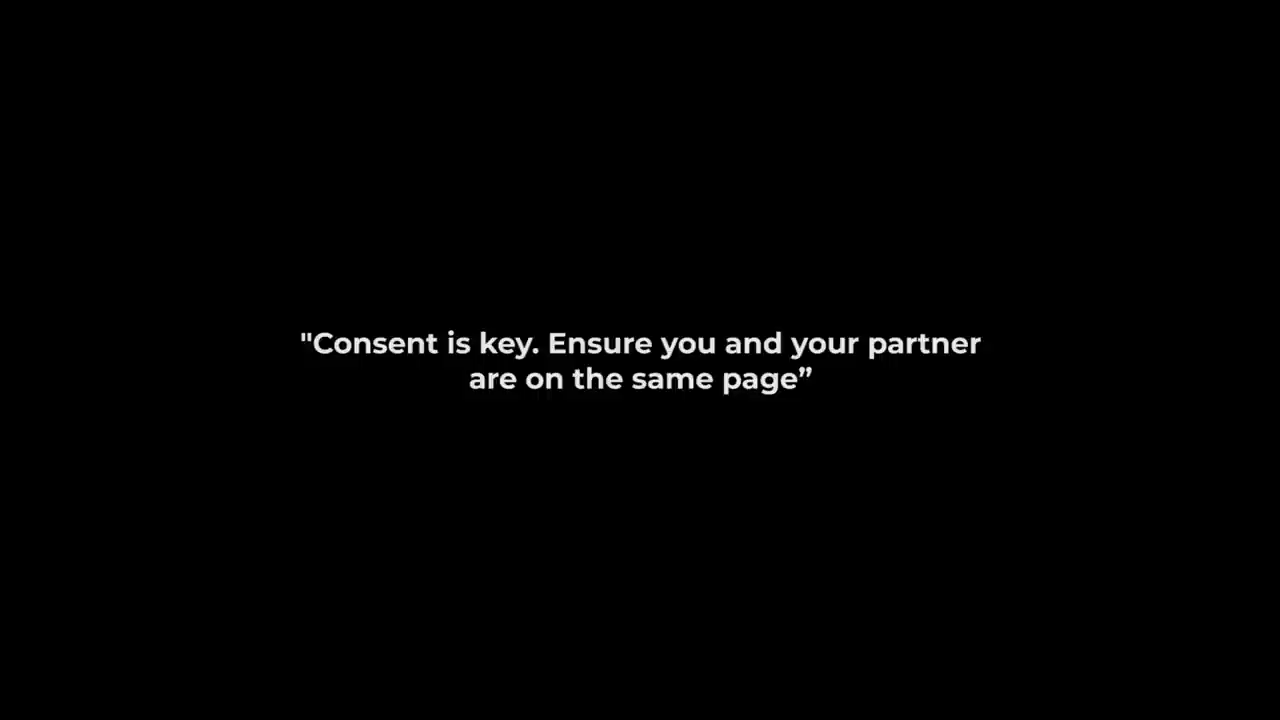 "Consent is key. Ensure you and your partner
are on the same page”